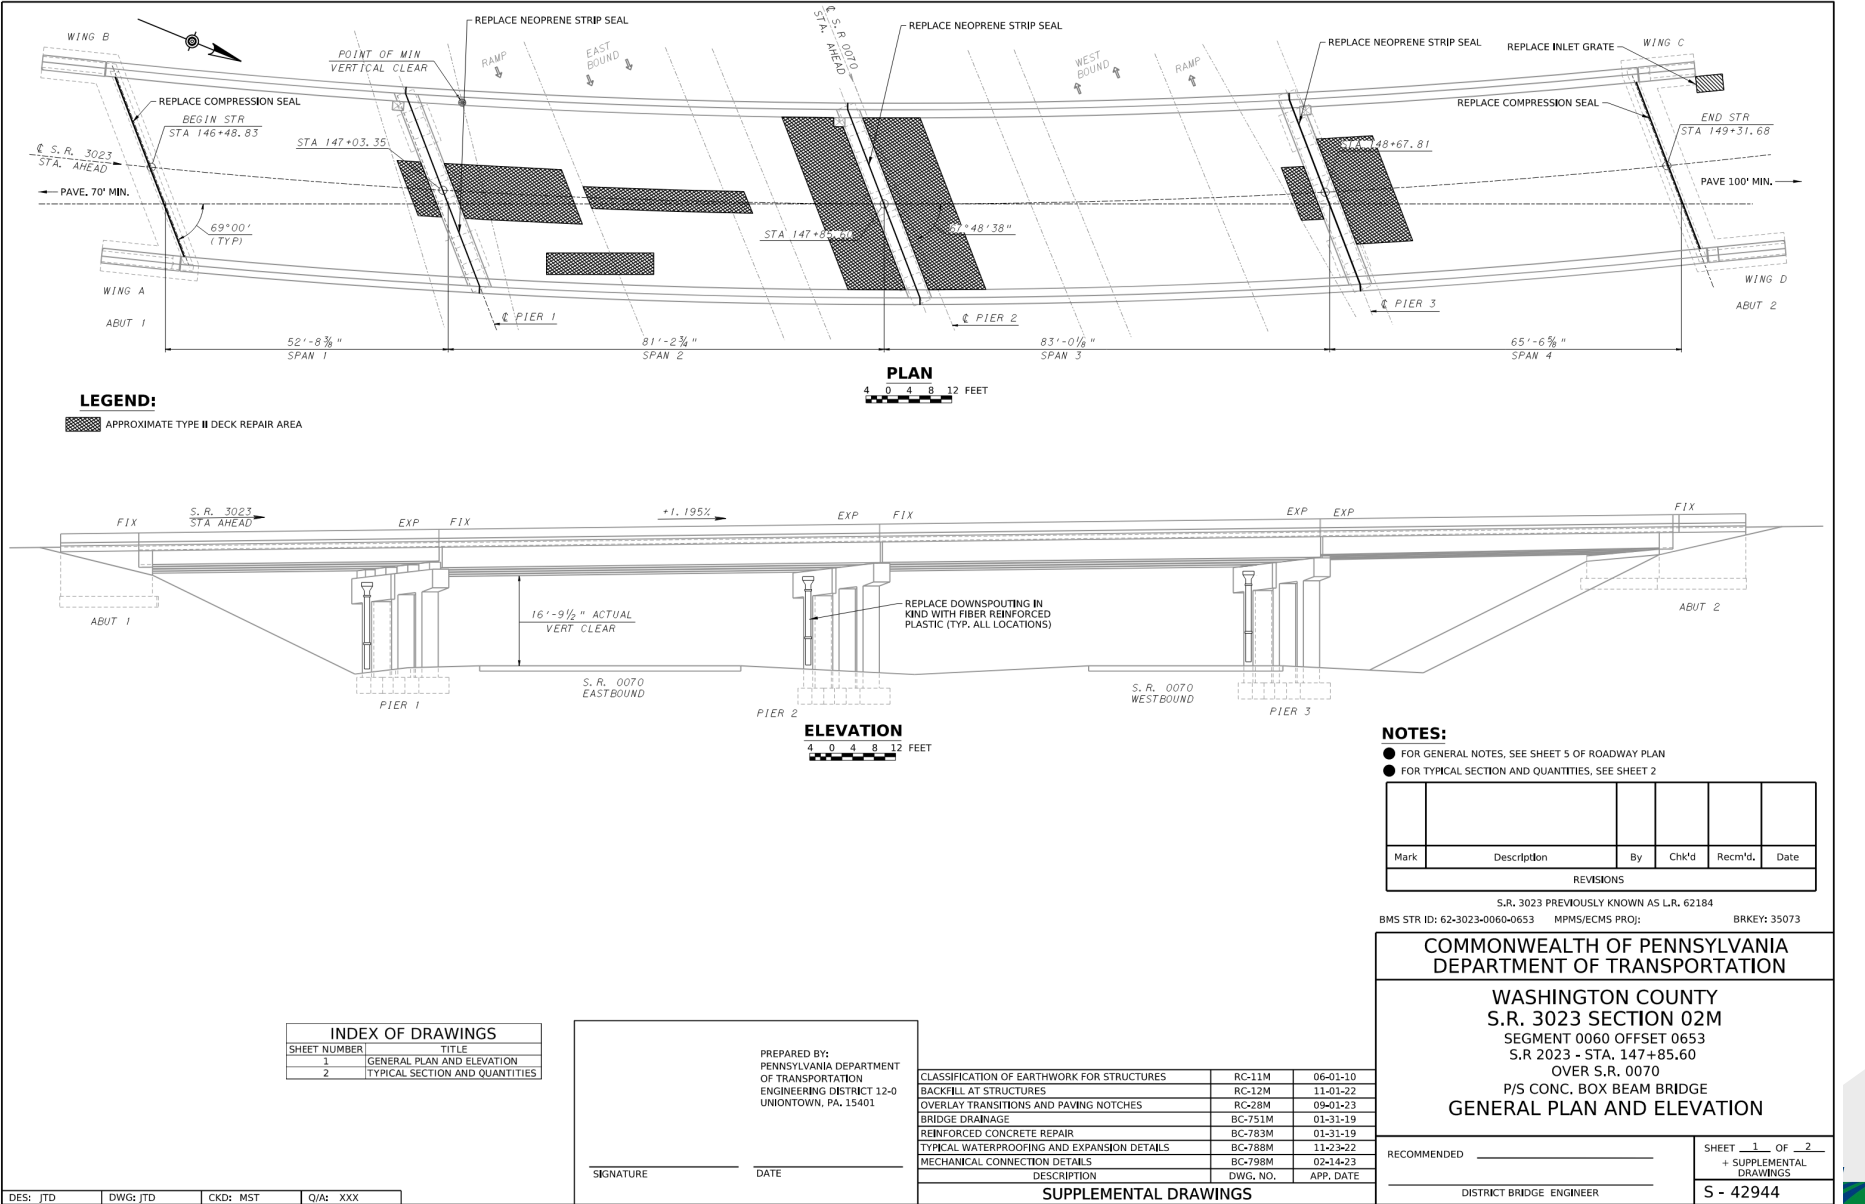 WING B
REPLACE NEOPRENE STRIP SEAL
POINT OF MIN
VERTICAL CLEAR
RAMP
EAST
BOUND
℄ S.R. 0070
STA. AHEAD
REPLACE NEOPRENE STRIP SEAL
WEST
BOUND
RAMP
REPLACE NEOPRENE STRIP SEAL
REPLACE INLET GRATE
WING C
REPLACE COMPRESSION SEAL
BEGIN STR
STA 146+48.83
℄ S.R. 3023
STA. AHEAD
STA 147+03.35
PAVE. 70' MIN.
69°00'
(TYP)
STA 148+67.81
REPLACE COMPRESSION SEAL
END STR
STA 149+31.68
PAVE 100' MIN.
67°48'38"
WING A
ABUT 1
℄ PIER 1
℄ PIER 2
℄ PIER 3
WING D
ABUT 2
52'-8⅜"
SPAN 1
81'-2¾"
SPAN 2
83'-0⅛"
SPAN 3
65'-6⅝"
SPAN 4
PLAN
4 0 4 8 12 FEET
LEGEND:
APPROXIMATE TYPE II DECK REPAIR AREA
FIX
S.R. 3023
STA AHEAD
EXP FIX
+1.195%
EXP FIX
EXP EXP
FIX
ABUT 1
16'-9½" ACTUAL
VERT CLEAR
REPLACE DOWNSPOUTING IN
KIND WITH FIBER REINFORCED
PLASTIC (TYP. ALL LOCATIONS)
ABUT 2
S.R. 0070
EASTBOUND
S.R. 0070
WESTBOUND
PIER 1
PIER 2
PIER 3
ELEVATION
4 0 4 8 12 FEET
NOTES:
● FOR GENERAL NOTES, SEE SHEET 5 OF ROADWAY PLAN
● FOR TYPICAL SECTION AND QUANTITIES, SEE SHEET 2
Mark Description By Chk'd Recm'd. Date
REVISIONS
S.R. 3023 PREVIOUSLY KNOWN AS L.R. 62184
BMS STR ID: 62-3023-0060-0653 MPMS/ECMS PROJ: BRKEY: 35073
COMMONWEALTH OF PENNSYLVANIA
DEPARTMENT OF TRANSPORTATION
WASHINGTON COUNTY
S.R. 3023 SECTION 02M
SEGMENT 0060 OFFSET 0653
S.R 2023 - STA. 147+85.60
OVER S.R. 0070
P/S CONC. BOX BEAM BRIDGE
GENERAL PLAN AND ELEVATION
RECOMMENDED
DISTRICT BRIDGE ENGINEER
SHEET 1 OF 2
+ SUPPLEMENTAL
DRAWINGS
S - 42944
INDEX OF DRAWINGS
SHEET NUMBER TITLE
1 GENERAL PLAN AND ELEVATION
2 TYPICAL SECTION AND QUANTITIES
PREPARED BY:
PENNSYLVANIA DEPARTMENT
OF TRANSPORTATION
ENGINEERING DISTRICT 12-0
UNIONTOWN, PA. 15401
SIGNATURE DATE
CLASSIFICATION OF EARTHWORK FOR STRUCTURES RC-11M 06-01-10
BACKFILL AT STRUCTURES RC-12M 11-01-22
OVERLAY TRANSITIONS AND PAVING NOTCHES RC-28M 09-01-23
BRIDGE DRAINAGE BC-751M 01-31-19
REINFORCED CONCRETE REPAIR BC-783M 01-31-19
TYPICAL WATERPROOFING AND EXPANSION DETAILS BC-788M 11-23-22
MECHANICAL CONNECTION DETAILS BC-798M 02-14-23
DESCRIPTION DWG. NO. APP. DATE
SUPPLEMENTAL DRAWINGS
DES: JTD DWG: JTD CKD: MST Q/A: XXX